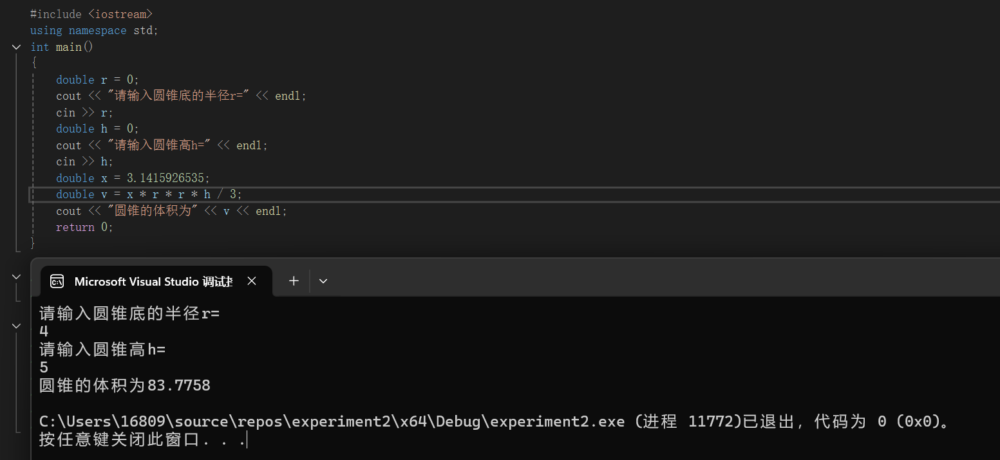 #include <iostream>
using namespace std;
int main()
{
double r = 0;
cout << "请输入圆锥底的半径r=" << endl;
cin >> r;
double h = 0;
cout << "请输入圆锥高h=" << endl;
cin >> h;
double x = 3.1415926535;
double v = x * r * r * h / 3;
cout << "圆锥的体积为" << v << endl;
return 0;
}
Microsoft Visual Studio 调试控
请输入圆锥底的半径r=
4
请输入圆锥高h=
5
圆锥的体积为83.7758
C:\Users\16809\source\repos\experiment2\x64\Debug\experiment2.exe (进程 11772)已退出，代码为 0 (0x0)。
按任意键关闭此窗口. . .